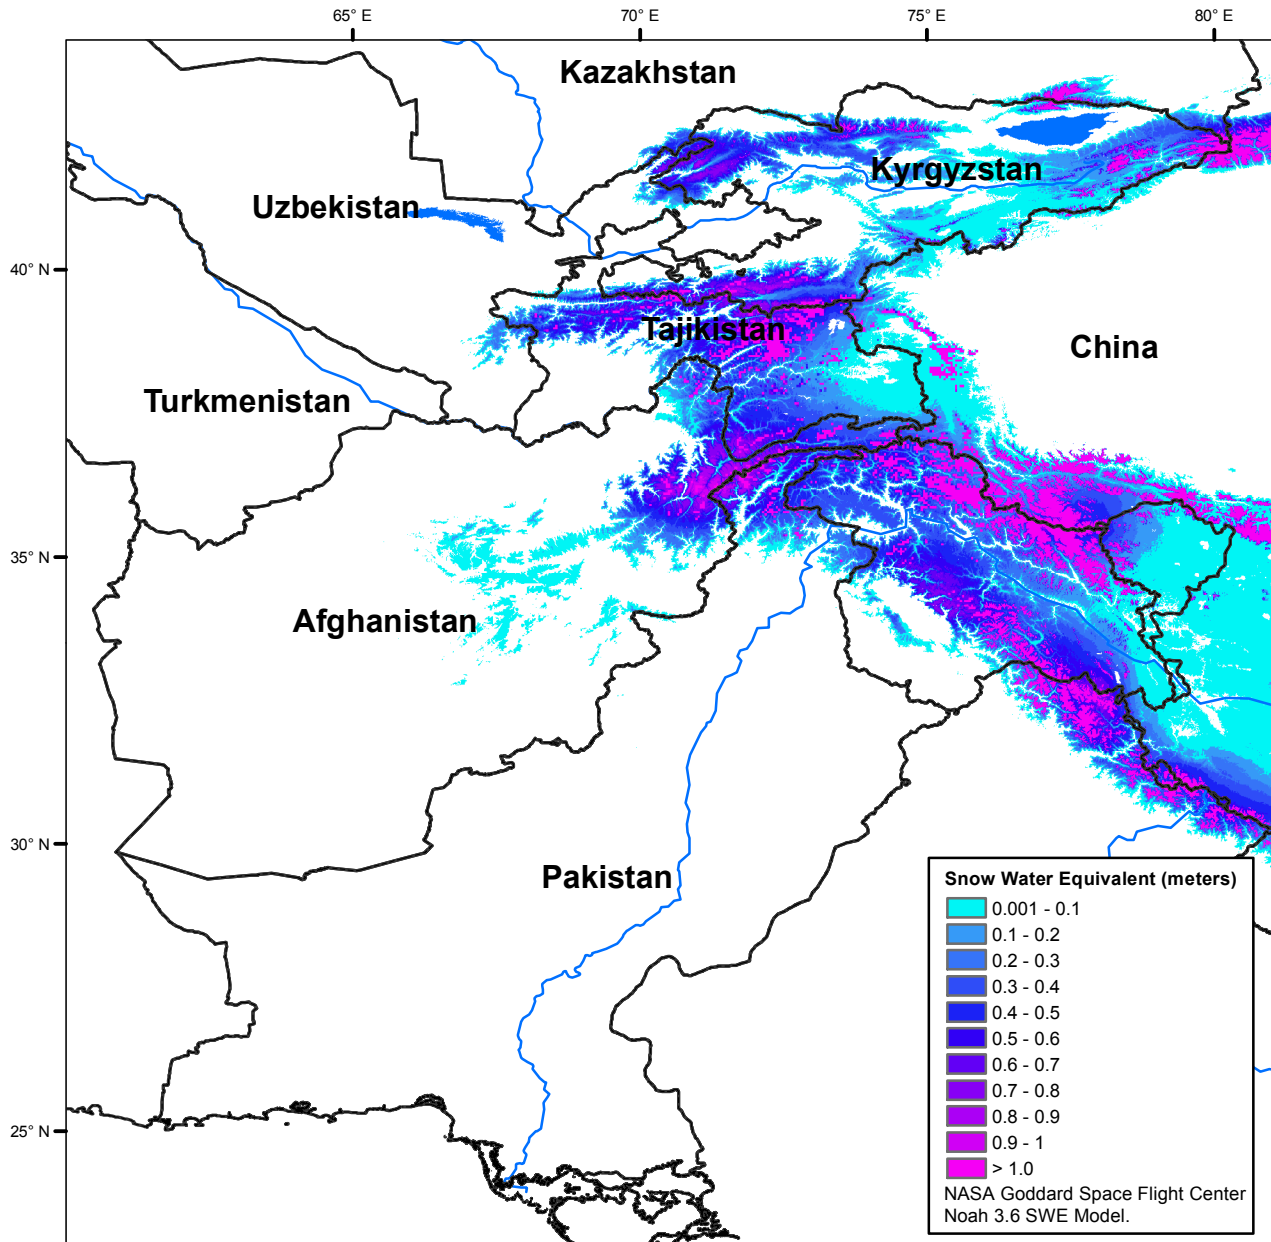 65° E
70° E
75° E
80° E
Kazakhstan
Kyrgyzstan
Uzbekistan
40° N
Tajikistan
China
Turkmenistan
35° N
Afghanistan
30° N
Pakistan
25° N
Snow Water Equivalent (meters)
0.001 - 0.1
0.1 - 0.2
0.2 - 0.3
0.3 - 0.4
0.4 - 0.5
0.5 - 0.6
0.6 - 0.7
0.7 - 0.8
0.8 - 0.9
0.9 - 1
> 1.0
NASA Goddard Space Flight Center
Noah 3.6 SWE Model.